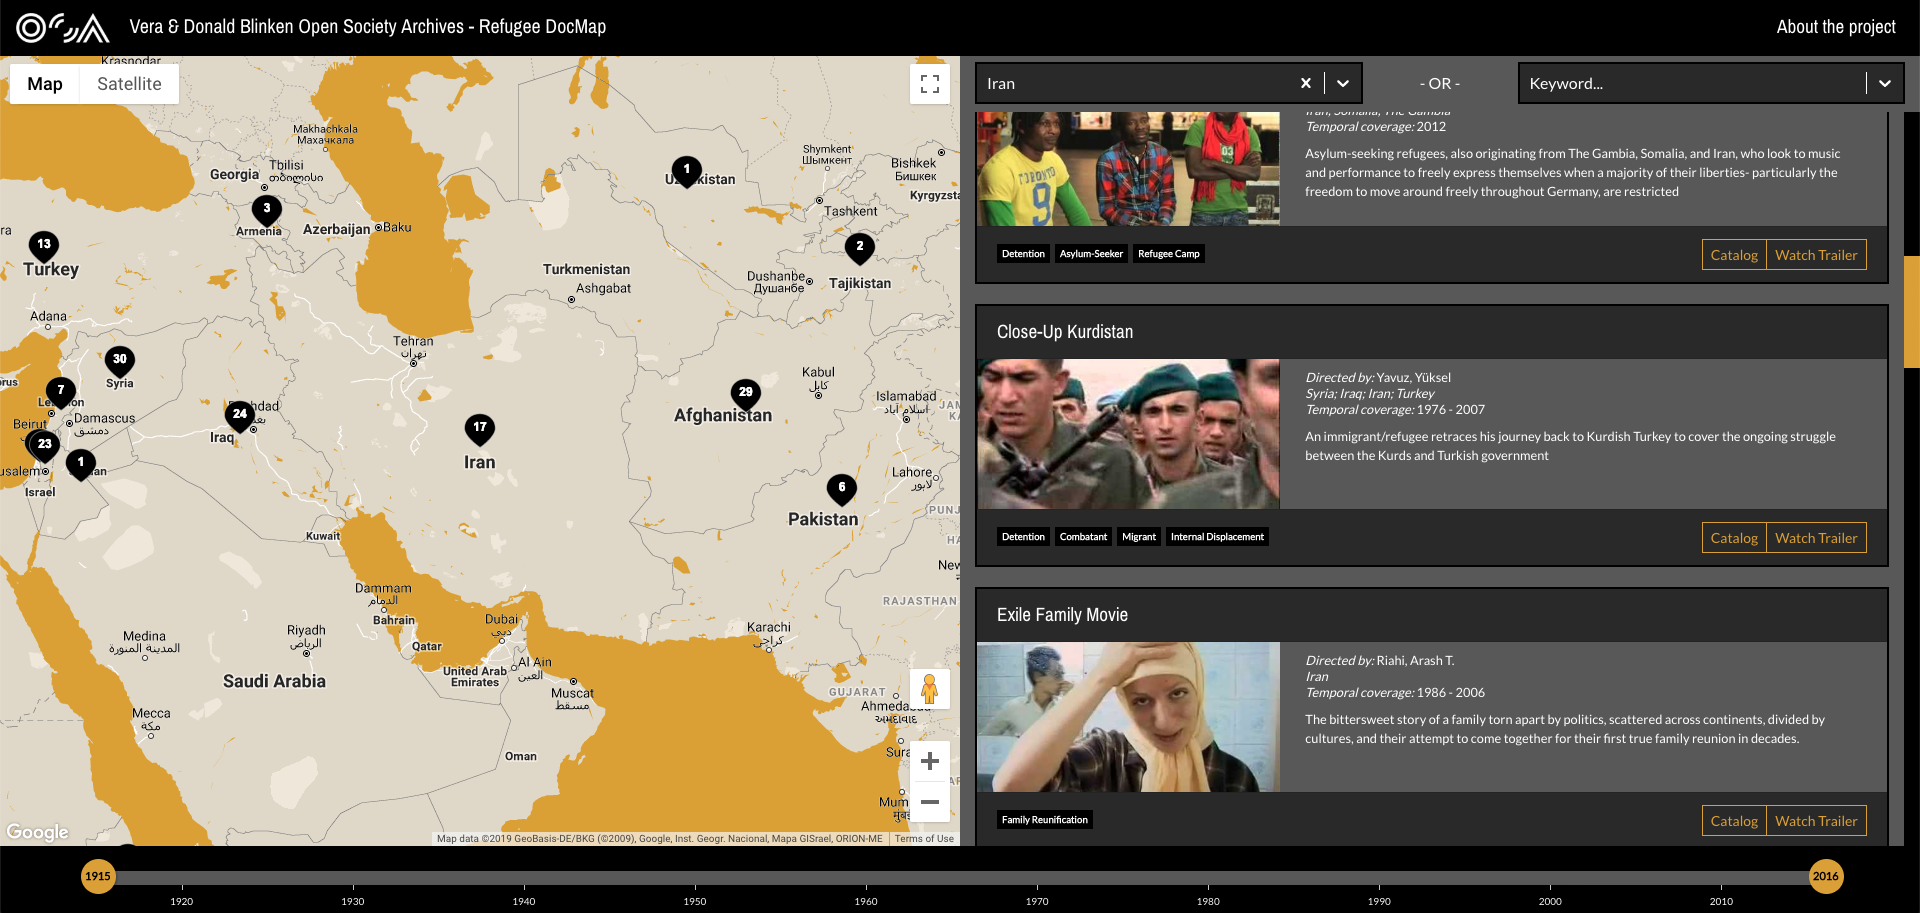 Vera & Donald Blinken Open Society Archives - Refugee DocMap
About the project
Map
Satellite
Krasnodar
Makhachkala
Махачкала
Tbilisi
თბილისი
Georgia
3
Armenia
Azerbaijan
Baku
13
Turkey
Adana
30
Syria
7
Damascus
دمشق
Beirut
23
1
Israel
24
Iraq
Tehran
تهران
17
Iran
Turkmenistan
Ashgabat
1
Uzbekistan
Shymkent
Шымкент
Bishkek
Бишкек
Tashkent
2
Tajikistan
Dushanbe
Душанбе
29
Afghanistan
Kabul
کابل
Islamabad
اسلام آباد
Lahore
لاہور
6
Pakistan
Kuwait
Dammam
الدمام
Bahrain
Qatar
Dubai
دبي
Riyadh
الرياض
Medina
المدينة المنورة
Saudi Arabia
United Arab
Emirates
Al Ain
العين
Muscat
مسقط
Mecca
مكة
Oman
Karachi
کراچی
RAJASTHAN
GUJARAT
અમદાવાદ
Google
Map data ©2019 GeoBasis-DE/BKG (©2009), Google, Inst. Geogr. Nacional, Mapa GISrael, ORION-ME
Terms of Use
Iran
- OR -
Keyword...
Iran; Somalia; The Gambia
Temporal coverage: 2012
Asylum-seeking refugees, also originating from The Gambia, Somalia, and Iran, who look to music
and performance to freely express themselves when a majority of their liberties- particularly the
freedom to move around freely throughout Germany, are restricted
TORONTO
9
03
Detention
Asylum-Seeker
Refugee Camp
Catalog
Watch Trailer
Close-Up Kurdistan
Directed by: Yavuz, Yüksel
Syria; Iraq; Iran; Turkey
Temporal coverage: 1976 - 2007
An immigrant/refugee retraces his journey back to Kurdish Turkey to cover the ongoing struggle
between the Kurds and Turkish government
Detention
Combatant
Migrant
Internal Displacement
Catalog
Watch Trailer
Exile Family Movie
Directed by: Riahi, Arash T.
Iran
Temporal coverage: 1986 - 2006
The bittersweet story of a family torn apart by politics, scattered across continents, divided by
cultures, and their attempt to come together for their first true family reunion in decades.
Family Reunification
Catalog
Watch Trailer
1915
2016
1920
1930
1940
1950
1960
1970
1980
1990
2000
2010